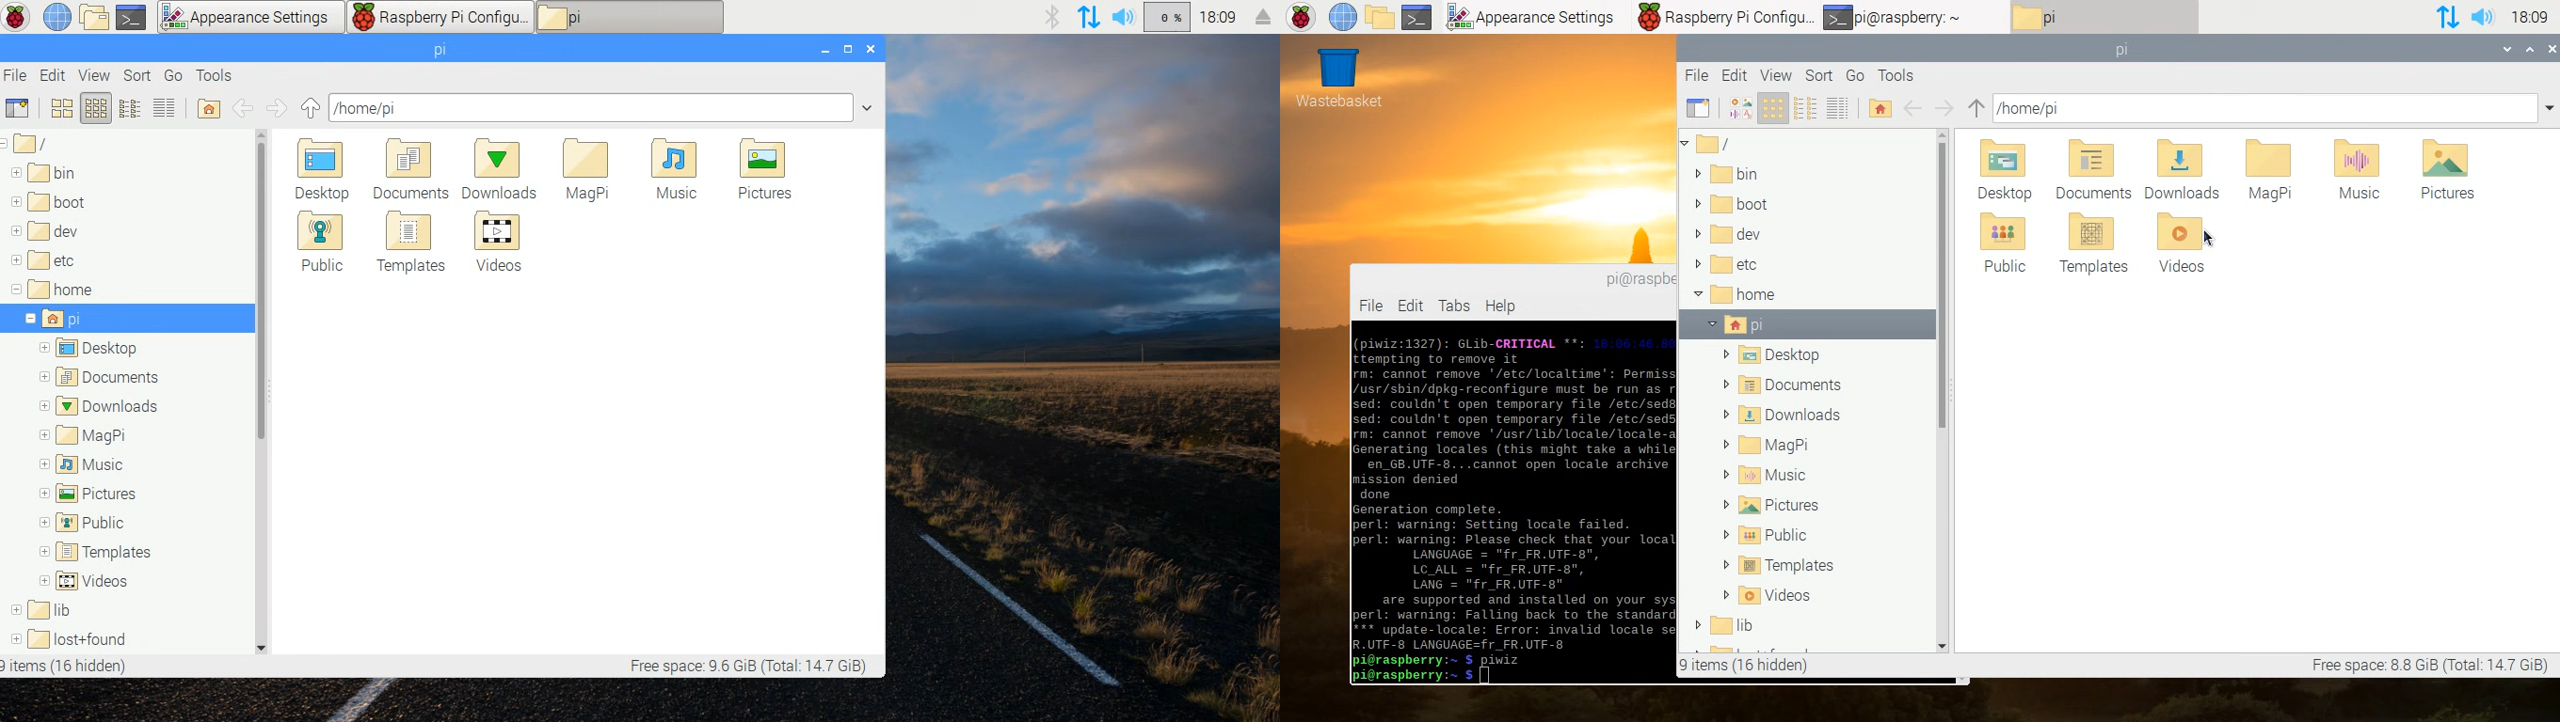 Appearance Settings
Raspberry Pi Configu...
pi
0 %
18:09
pi
File Edit View Sort Go Tools
/home/pi
/
bin
boot
dev
etc
home
pi
Desktop
Documents
Downloads
MagPi
Music
Pictures
Public
Templates
Videos
lib
lost+found
Desktop Documents Downloads MagPi Music Pictures
Public Templates Videos
9 items (16 hidden)
Free space: 9.6 GiB (Total: 14.7 GiB)
Appearance Settings
Raspberry Pi Configu...
pi@raspberry: ~
pi
18:09
Wastebasket
pi@raspbe
File Edit Tabs Help
(piwiz:1327): GLib-CRITICAL **: 18:06:46.
ttempting to remove it
rm: cannot remove '/etc/localtime': Permiss
/usr/sbin/dpkg-reconfigure must be run as r
sed: couldn't open temporary file /etc/sed8
sed: couldn't open temporary file /etc/sed5
rm: cannot remove '/usr/lib/locale/locale-a
Generating locales (this might take a while
en_GB.UTF-8...cannot open locale archive
mission denied
done
Generation complete.
perl: warning: Setting locale failed.
perl: warning: Please check that your local
LANGUAGE = "fr_FR.UTF-8",
LC_ALL = "fr_FR.UTF-8",
LANG = "fr_FR.UTF-8"
are supported and installed on your sys
perl: warning: Falling back to the standard
*** update-locale: Error: invalid locale se
R.UTF-8 LANGUAGE=fr_FR.UTF-8
pi@raspberry:~ $ piwiz
pi@raspberry:~ $
pi
File Edit View Sort Go Tools
/home/pi
/
bin
boot
dev
etc
home
pi
Desktop
Documents
Downloads
MagPi
Music
Pictures
Public
Templates
Videos
lib
Desktop Documents Downloads MagPi Music Pictures
Public Templates Videos
9 items (16 hidden)
Free space: 8.8 GiB (Total: 14.7 GiB)